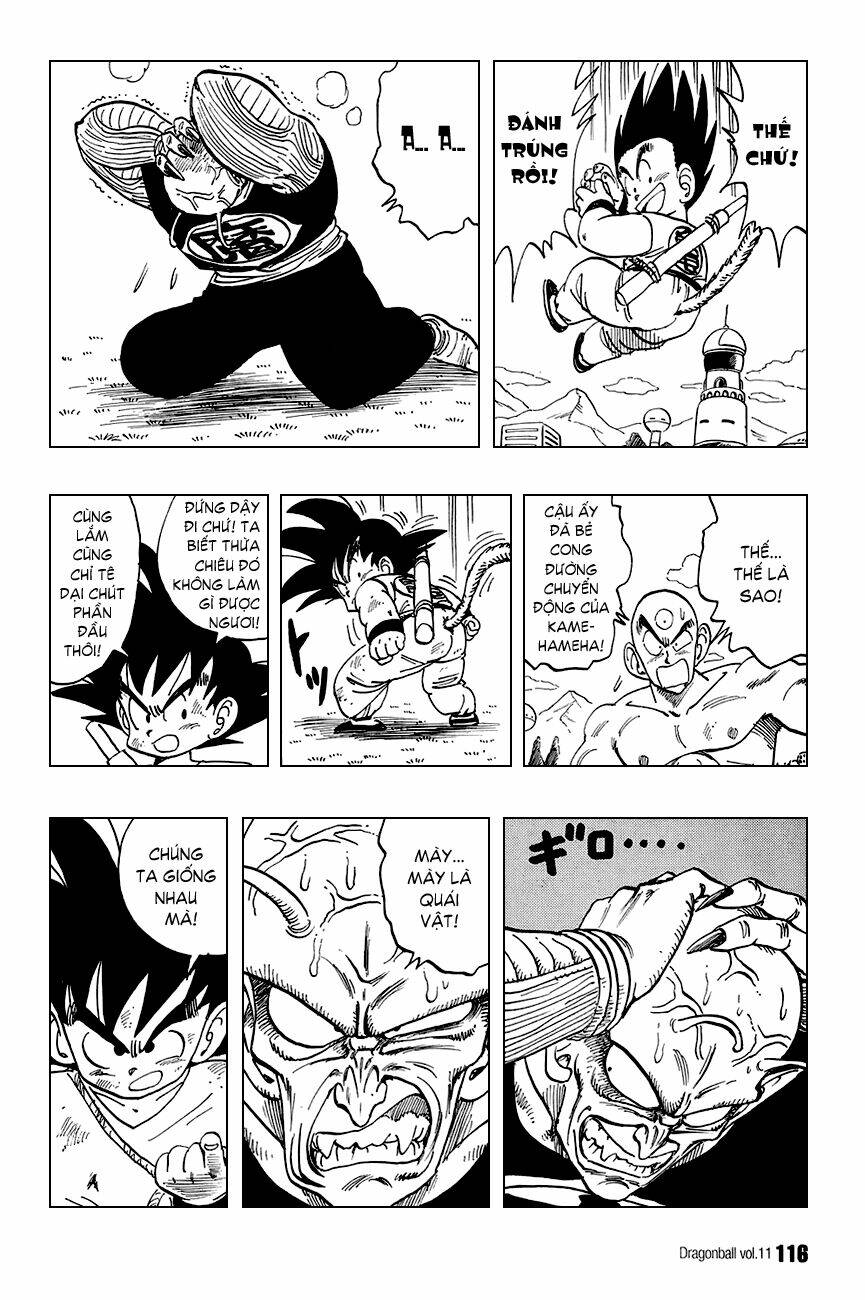 THẾ
CHỨ!
ĐÁNH
TRÚNG
RỒI!
A... A...
THẾ...
THẾ LÀ
SAO!
CẬU ẤY
ĐÃ BẺ
CONG
ĐƯỜNG
CHUYỂN
ĐỘNG CỦA
KAME-
HAMEHA!
ドッ
ĐỨNG DẬY
ĐI CHỨ! TA
BIẾT THỪA
CHIÊU ĐÓ
KHÔNG LÀM
GÌ ĐƯỢC
NGƯƠI!
CÙNG
LẮM
CŨNG
CHỈ TÊ
DẠI CHÚT
PHẦN
ĐẦU
THÔI!
ギロ····
MÀY...
MÀY LÀ
QUÁI
VẬT!
CHÚNG
TA GIỐNG
NHAU
MÀ!
Dragonball vol.11 116